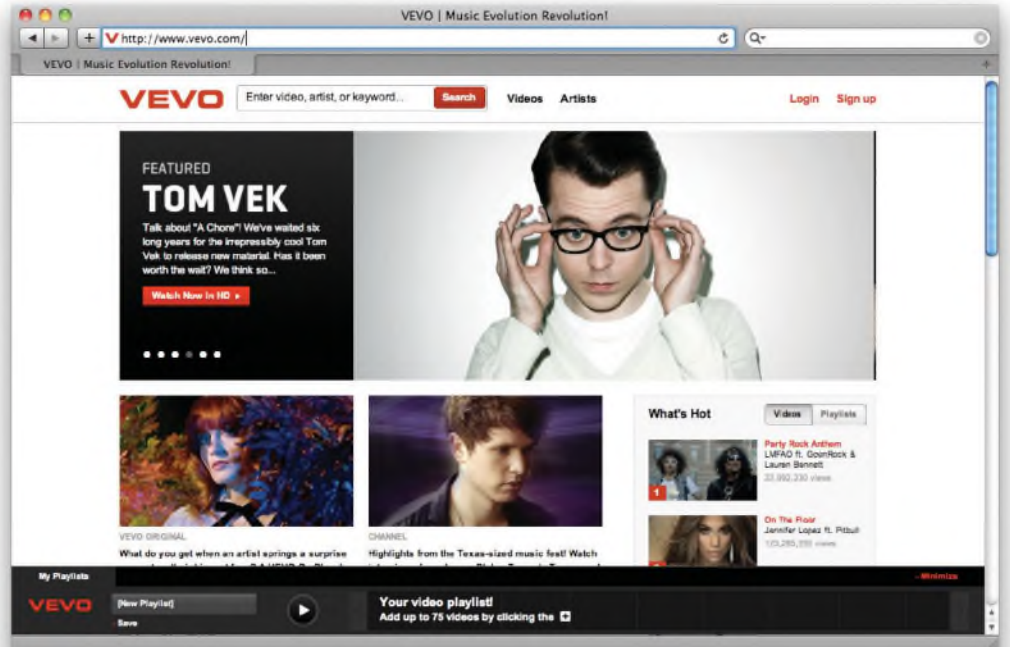 VEVO | Music Evolution Revolution!
http://www.vevo.com/
VEVO | Music Evolution Revolution!
VEVO
Enter video, artist, or keyword...
Search
Videos
Artists
Login
Sign up
FEATURED
TOM VEK
Talk about "A Chore"! We've waited six
long years for the irrepressibly cool Tom
Vek to release new material. Has it been
worth the wait? We think so...
Watch Now in HD
VEVO ORIGINAL
What do you get when an artist springs a surprise
CHANNEL
Highlights from the Texas-sized music fest! Watch
What's Hot
Videos
Playlists
1
Party Rock Anthem
LMFAO ft. GoonRock &
Lauren Bennett
views
On The Floor
Jennifer Lopez ft. Pitbull
views
My Playlists
- Minimize
VEVO
[New Playlist]
Save
Your video playlist!
Add up to 75 videos by clicking the